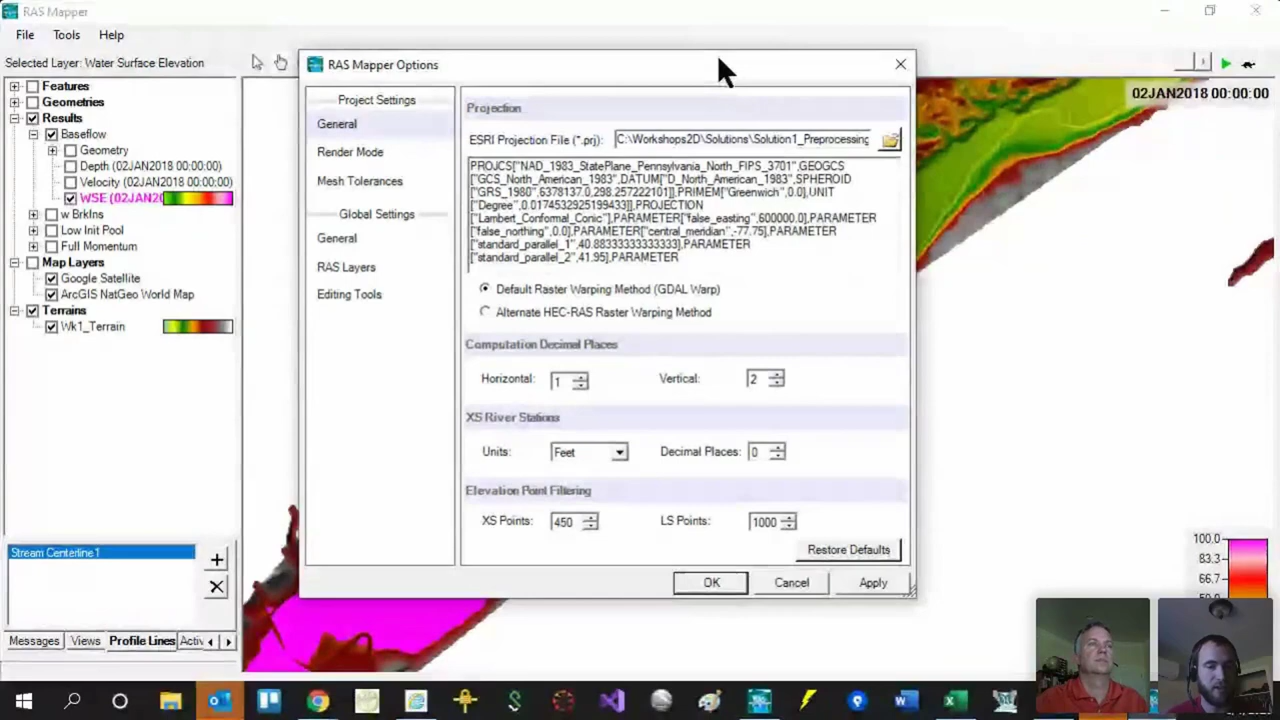 RAS Mapper
File Tools Help
Selected Layer: Water Surface Elevation
Features
Geometries
Results
Baseflow
Geometry
Depth (02JAN2018 00:00:00)
Velocity (02JAN2018 00:00:00)
WSE (02JAN20
w BrkIns
Low Init Pool
Full Momentum
Map Layers
Google Satellite
ArcGIS NatGeo World Map
Terrains
Wk1_Terrain
Stream Centerline1
Messages Views Profile Lines Activ
RAS Mapper Options
Project Settings
General
Render Mode
Mesh Tolerances
Global Settings
General
RAS Layers
Editing Tools
Projection
ESRI Projection File (*.prj): C:\Workshops2D\Solutions\Solution1_Preprocessing
PROJCS["NAD_1983_StatePlane_Pennsylvania_North_FIPS_3701",GEOGCS
["GCS_North_American_1983",DATUM["D_North_American_1983",SPHEROID
["GRS_1980",6378137.0,298.257222101]],PRIMEM["Greenwich",0.0],UNIT
["Degree",0.0174532925199433]],PROJECTION
["Lambert_Conformal_Conic"],PARAMETER["false_easting",600000.0],PARAMETER
["false_northing",0.0],PARAMETER["central_meridian",-77.75],PARAMETER
["standard_parallel_1",40.88333333333333],PARAMETER
["standard_parallel_2",41.95],PARAMETER
Default Raster Warping Method (GDAL Warp)
Alternate HEC-RAS Raster Warping Method
Computation Decimal Places
Horizontal: 1 Vertical: 2
XS River Stations
Units: Feet Decimal Places: 0
Elevation Point Filtering
XS Points: 450 LS Points: 1000
Restore Defaults
OK Cancel Apply
02JAN2018 00:00:00
100.0
83.3
66.7